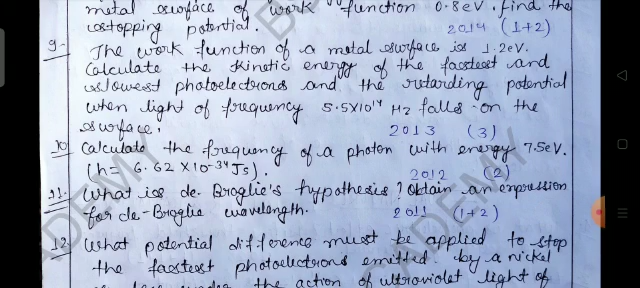 metal surface of work function 0.8eV. find the
stopping potential. 2014 (1+2)
9- The work function of a metal surface is 1.2eV.
Calculate the kinetic energy of the fastest and
slowest photoelectrons and the retarding potential
when light of frequency 5.5×10¹⁴ Hz falls on the
surface. 2013 (3)
10 Calculate the frequency of a photon with energy 7.5eV.
(h = 6.62 ×10⁻³⁴Js). 2012 (2)
11. What is de-Broglie's hypothesis? Obtain an expression
for de-Broglie wavelength. 2011 (1+2)
12 What potential difference must be applied to stop
the fastest photoelectrons emitted by a nickel
the action of ultraviolet light of